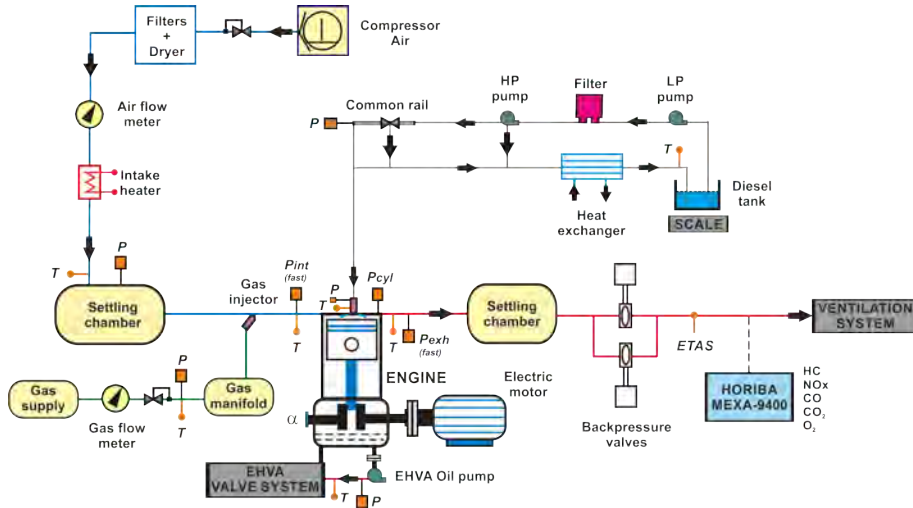 Filters
+
Dryer
Compressor
Air
Air flow
meter
Intake
heater
T
P
Settling
chamber
Gas
injector
Gas
supply
Gas flow
meter
P
T
Gas
manifold
Common rail
P
HP
pump
Filter
LP
pump
T
Heat
exchanger
Diesel
tank
SCALE
Pint
(fast)
T
P
T
Pcyl
T
Pexh
(fast)
Settling
chamber
ENGINE
Electric
motor
α
EHVA
VALVE SYSTEM
EHVA Oil pump
T
P
Backpressure
valves
ETAS
VENTILATION
SYSTEM
HORIBA
MEXA-9400
HC
NOx
CO
CO₂
O₂